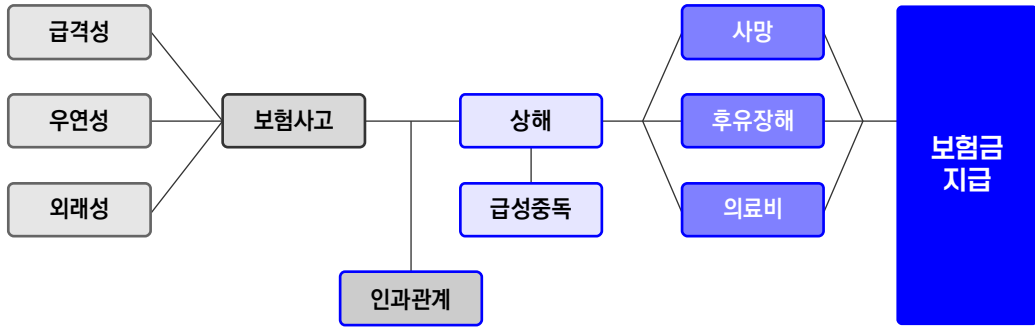 급격성
우연성
외래성
보험사고
인과관계
상해
급성중독
사망
후유장해
의료비
보험금
지급